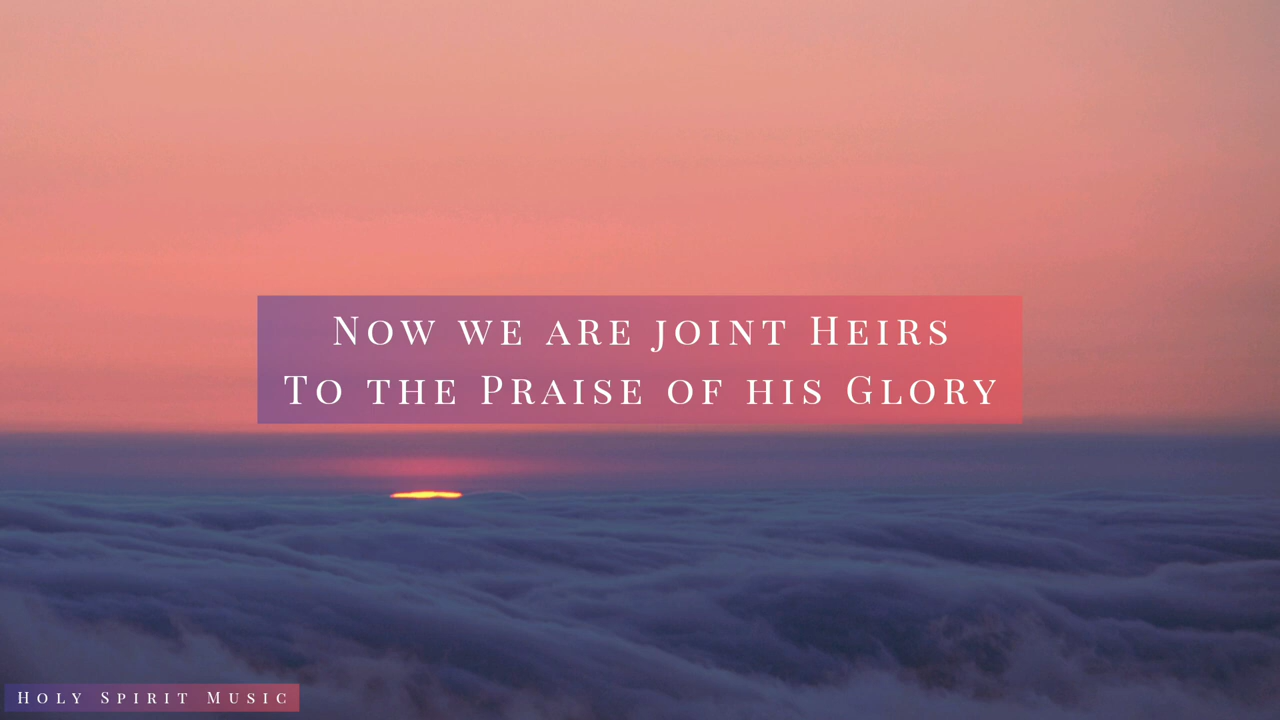 Now we are joint Heirs
To the Praise of his Glory
Holy Spirit Music